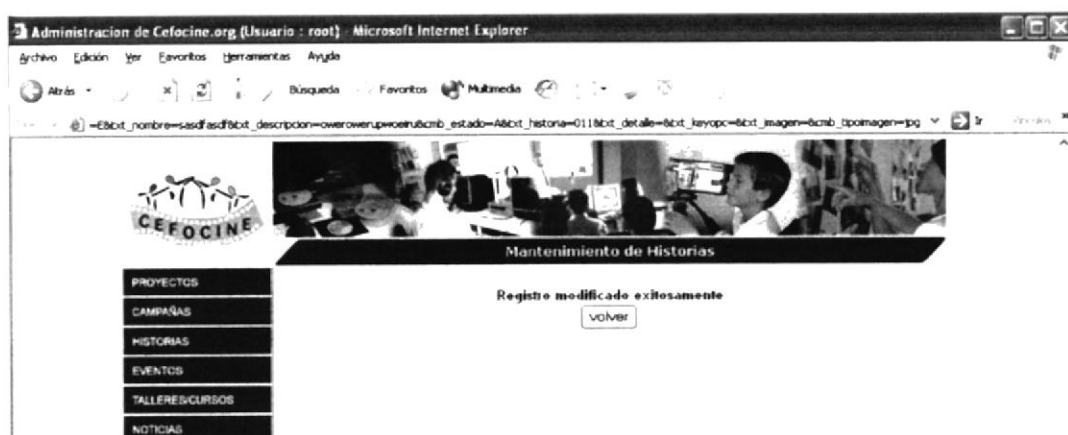 Administracion de Cefocine.org (Usuario : root) - Microsoft Internet Explorer
Archivo Edición Ver Favoritos Herramientas Ayuda
Atrás Búsqueda Favoritos Multimedia
=E&txt_nombre=sasdfasdf&txt_descripcion=owerowerupwoeiru&cmb_estado=A&txt_historia=011&txt_detalle=&txt_keyopc=&txt_imagen=&cmb_tipoimagen=jpg Ir Vínculos
CEFOCINE
Mantenimiento de Historias
PROYECTOS
CAMPAÑAS
HISTORIAS
EVENTOS
TALLERES/CURSOS
NOTICIAS
Registro modificado exitosamente
volver